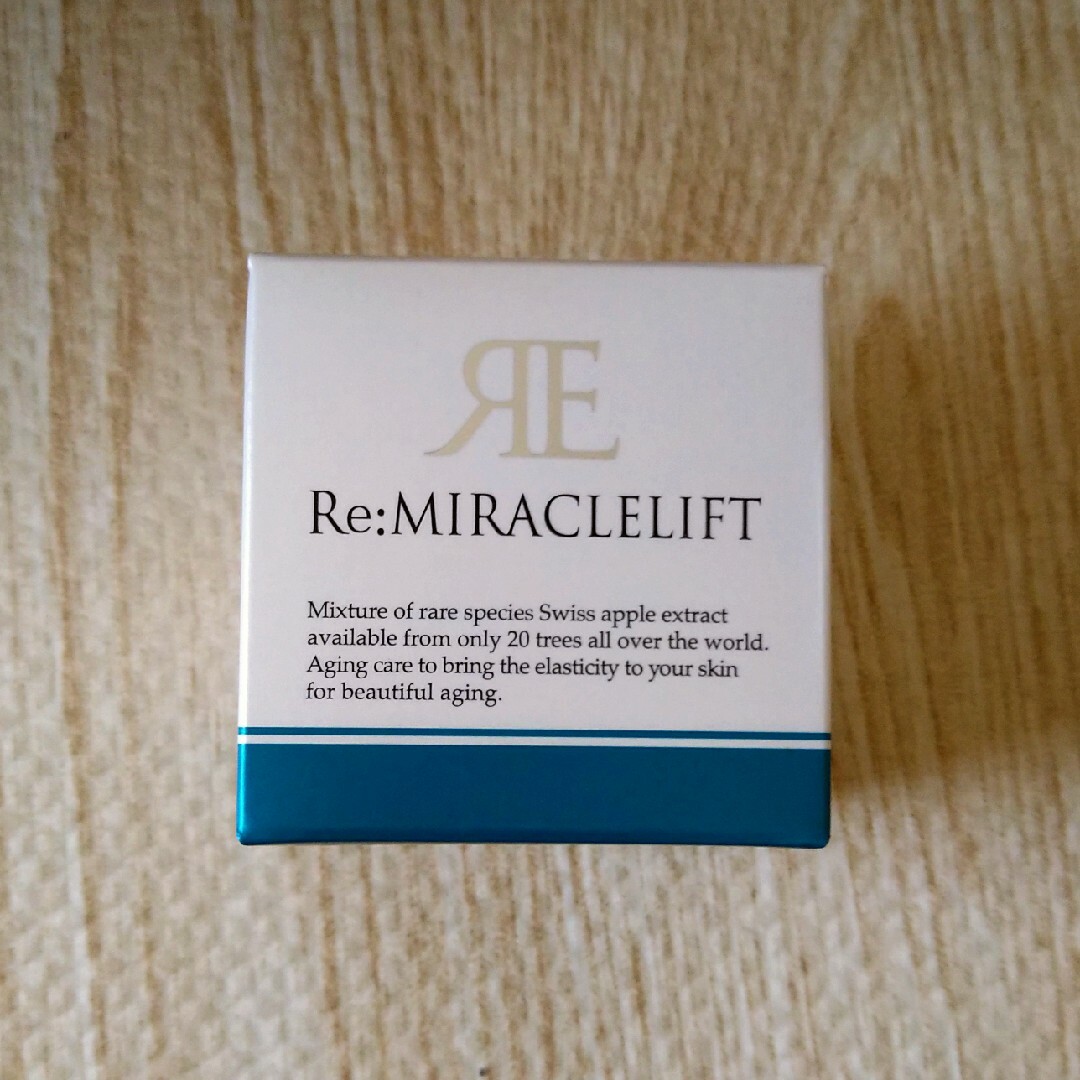 RE
Re:MIRACLELIFT
Mixture of rare species Swiss apple extract
available from only 20 trees all over the world.
Aging care to bring the elasticity to your skin
for beautiful aging.